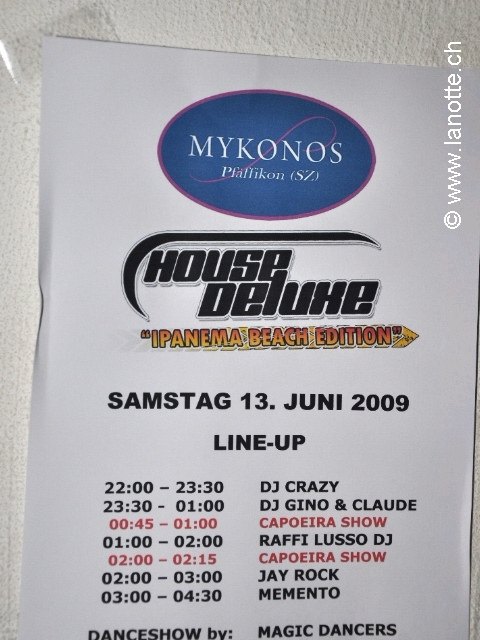 MYKONOS
Pfäffikon (SZ)
HOUSE
DELUXE
"IPANEMA BEACH EDITION"
SAMSTAG 13. JUNI 2009
LINE-UP
22:00 – 23:30 DJ CRAZY
23:30 - 01:00 DJ GINO & CLAUDE
00:45 – 01:00 CAPOEIRA SHOW
01:00 – 02:00 RAFFI LUSSO DJ
02:00 – 02:15 CAPOEIRA SHOW
02:00 – 03:00 JAY ROCK
03:00 – 04:30 MEMENTO
DANCESHOW by: MAGIC DANCERS
© www.lanotte.ch